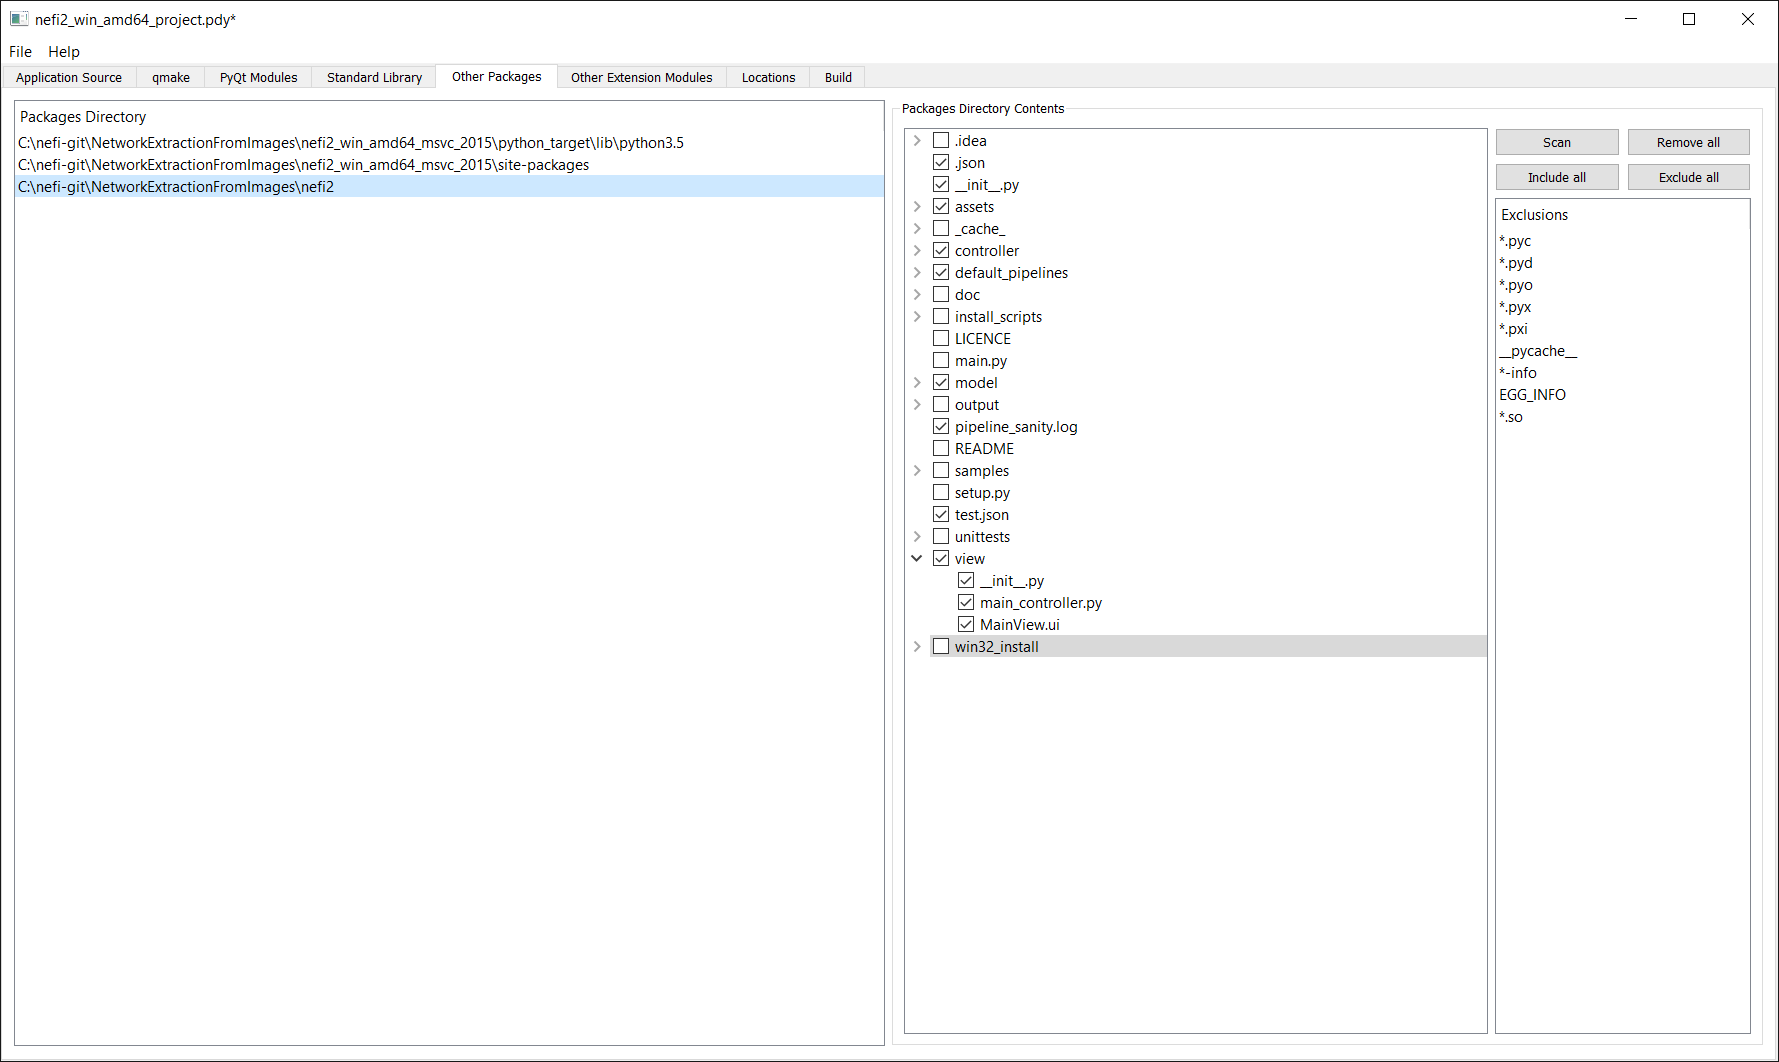 nefi2_win_amd64_project.pdy*
File Help
Application Source qmake PyQt Modules Standard Library Other Packages Other Extension Modules Locations Build
Packages Directory
C:\nefi-git\NetworkExtractionFromImages\nefi2_win_amd64_msvc_2015\python_target\lib\python3.5
C:\nefi-git\NetworkExtractionFromImages\nefi2_win_amd64_msvc_2015\site-packages
C:\nefi-git\NetworkExtractionFromImages\nefi2
Packages Directory Contents
.idea
.json
__init__.py
assets
_cache_
controller
default_pipelines
doc
install_scripts
LICENCE
main.py
model
output
pipeline_sanity.log
README
samples
setup.py
test.json
unittests
view
__init__.py
main_controller.py
MainView.ui
win32_install
Scan Remove all
Include all Exclude all
Exclusions
*.pyc
*.pyd
*.pyo
*.pyx
*.pxi
__pycache__
*-info
EGG_INFO
*.so